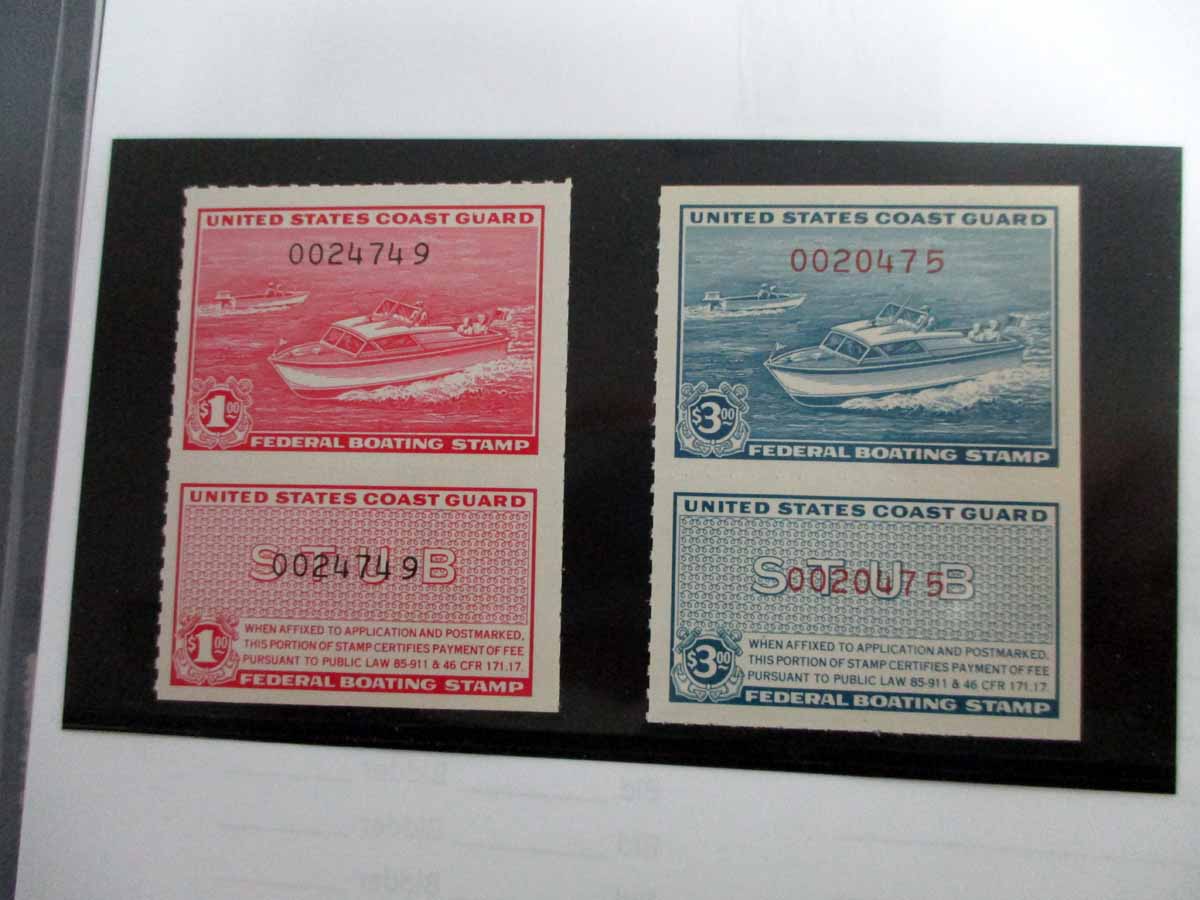 UNITED STATES COAST GUARD
0024749
$1.00
FEDERAL BOATING STAMP
UNITED STATES COAST GUARD
STUB
0024749
$1.00
WHEN AFFIXED TO APPLICATION AND POSTMARKED,
THIS PORTION OF STAMP CERTIFIES PAYMENT OF FEE
PURSUANT TO PUBLIC LAW 85-911 & 46 CFR 171.17.
FEDERAL BOATING STAMP
UNITED STATES COAST GUARD
0020475
$3.00
FEDERAL BOATING STAMP
UNITED STATES COAST GUARD
STUB
0020475
$3.00
WHEN AFFIXED TO APPLICATION AND POSTMARKED,
THIS PORTION OF STAMP CERTIFIES PAYMENT OF FEE
PURSUANT TO PUBLIC LAW 85-911 & 46 CFR 171.17.
FEDERAL BOATING STAMP